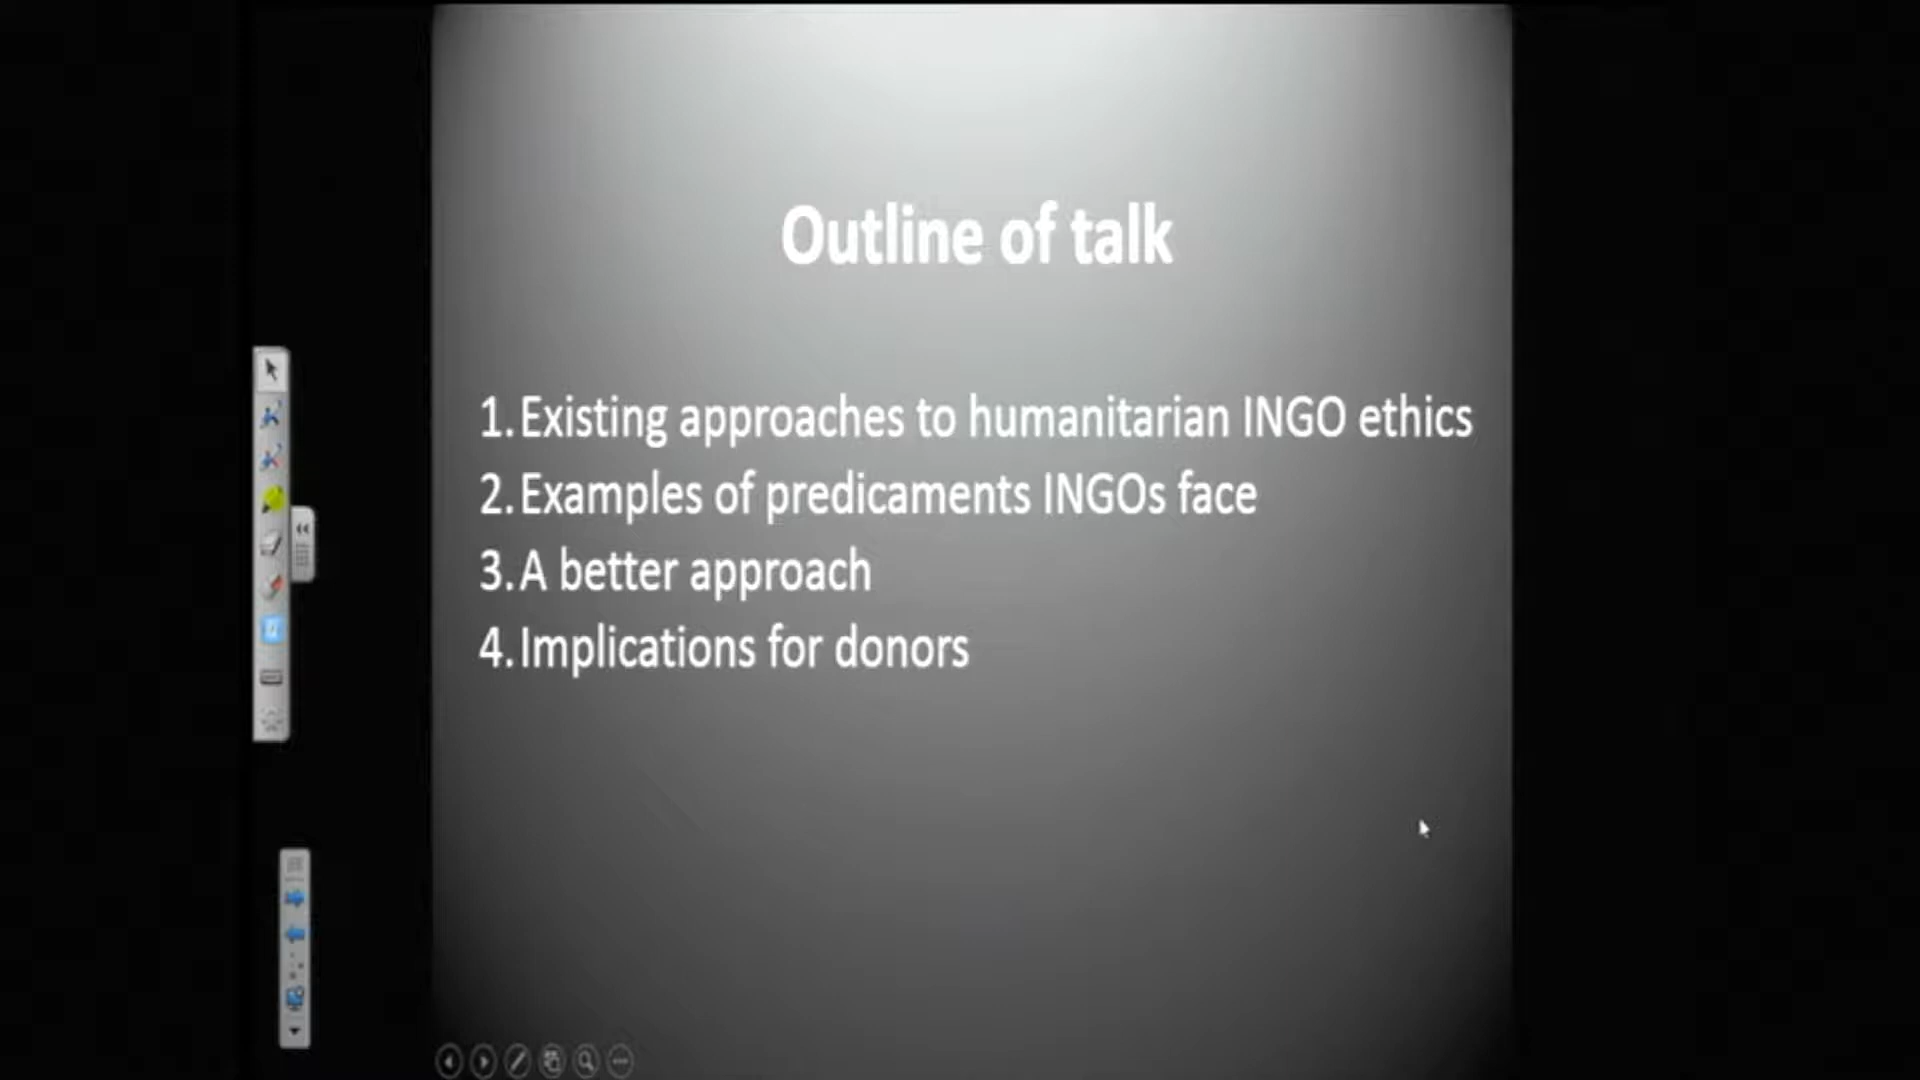 Outline of talk
1. Existing approaches to humanitarian INGO ethics
2. Examples of predicaments INGOs face
3. A better approach
4. Implications for donors